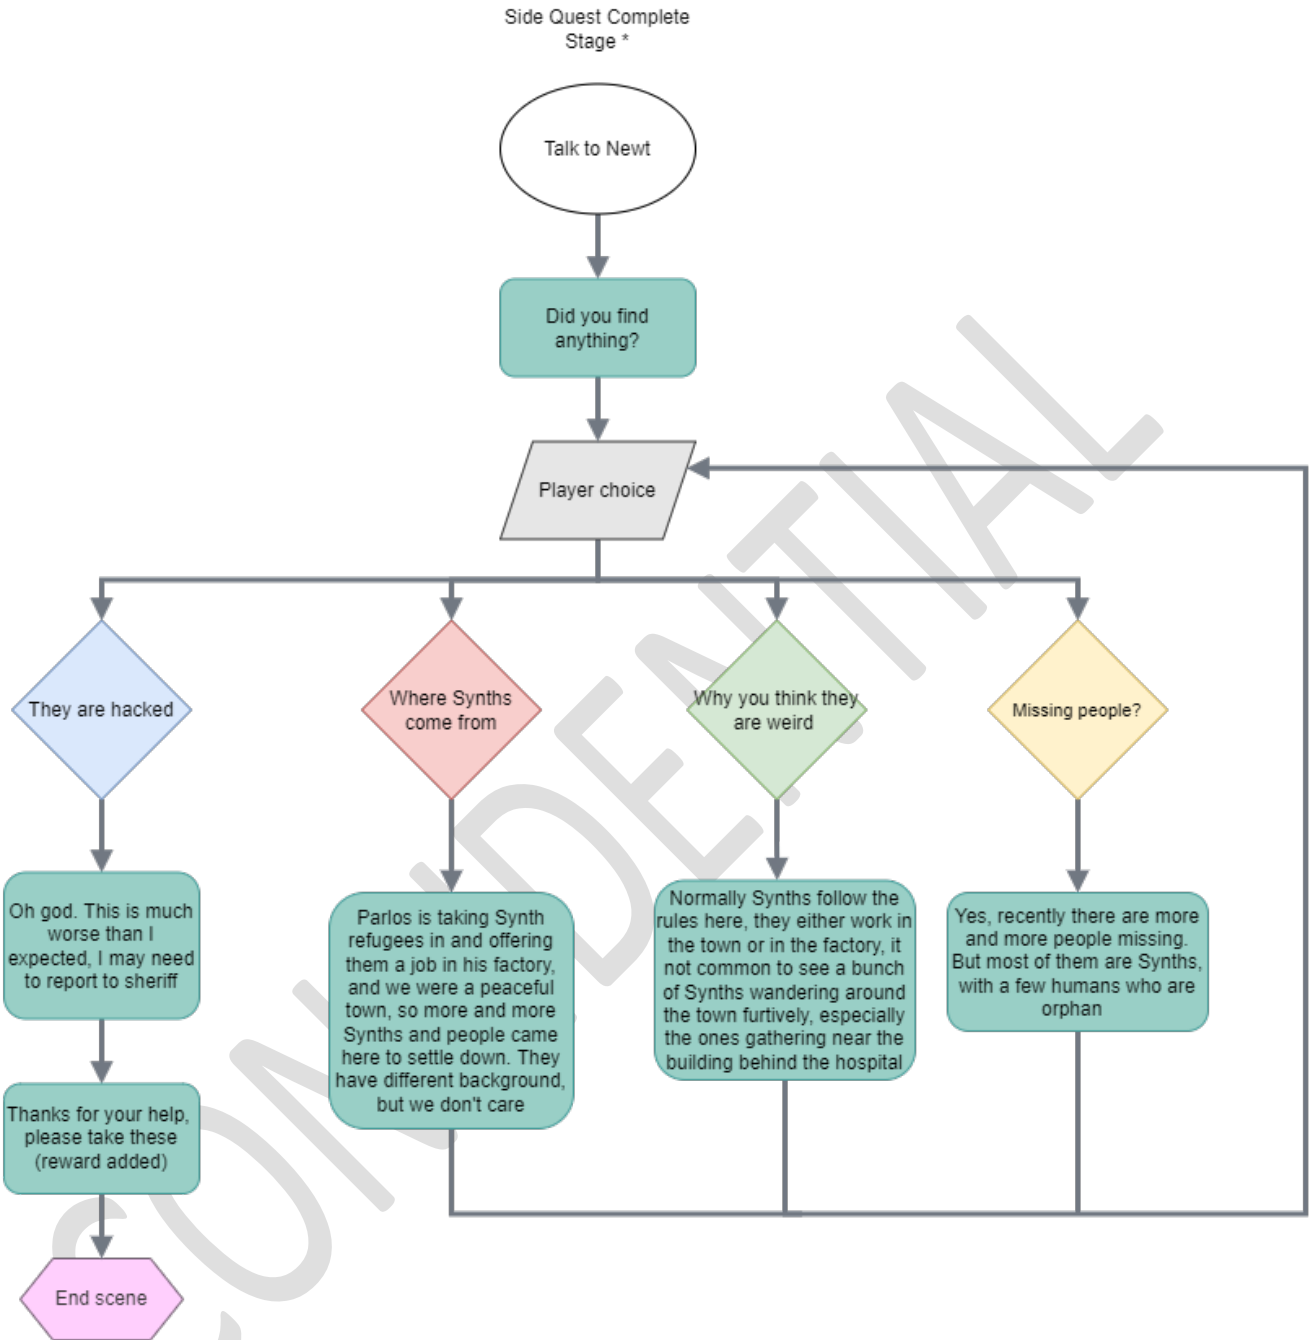 Side Quest Complete
Stage *
Talk to Newt
Did you find
anything?
Player choice
They are hacked
Where Synths
come from
Why you think they
are weird
Missing people?
Oh god. This is much
worse than I
expected, I may need
to report to sheriff
Parlos is taking Synth
refugees in and offering
them a job in his factory,
and we were a peaceful
town, so more and more
Synths and people came
here to settle down. They
have different background,
but we don't care
Normally Synths follow the
rules here, they either work in
the town or in the factory, it
not common to see a bunch
of Synths wandering around
the town furtively, especially
the ones gathering near the
building behind the hospital
Yes, recently there are more
and more people missing.
But most of them are Synths,
with a few humans who are
orphan
Thanks for your help,
please take these
(reward added)
End scene
CONFIDENTIAL